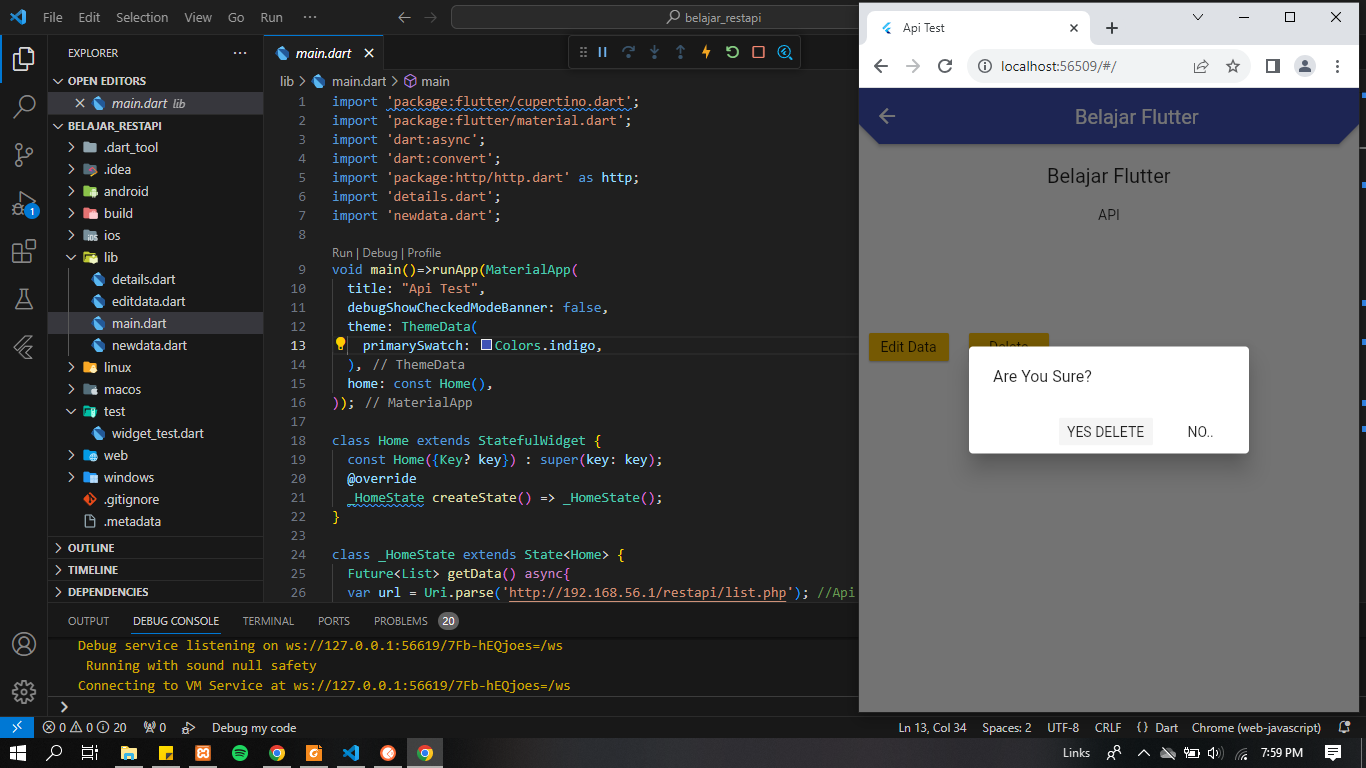 File Edit Selection View Go Run ···
belajar_restapi
EXPLORER
OPEN EDITORS
main.dart lib
BELAJAR_RESTAPI
.dart_tool
.idea
android
build
ios
lib
details.dart
editdata.dart
main.dart
newdata.dart
linux
macos
test
widget_test.dart
web
windows
.gitignore
.metadata
OUTLINE
TIMELINE
DEPENDENCIES
1
main.dart
lib > main.dart > main
1 import 'package:flutter/cupertino.dart';
2 import 'package:flutter/material.dart';
3 import 'dart:async';
4 import 'dart:convert';
5 import 'package:http/http.dart' as http;
6 import 'details.dart';
7 import 'newdata.dart';
8
Run | Debug | Profile
9 void main()=>runApp(MaterialApp(
10 title: "Api Test",
11 debugShowCheckedModeBanner: false,
12 theme: ThemeData(
13 primarySwatch: Colors.indigo,
14 ), // ThemeData
15 home: const Home(),
16 )); // MaterialApp
17
18 class Home extends StatefulWidget {
19 const Home({Key? key}) : super(key: key);
20 @override
21 _HomeState createState() => _HomeState();
22 }
23
24 class _HomeState extends State<Home> {
25 Future<List> getData() async{
26 var url = Uri.parse('http://192.168.56.1/restapi/list.php'); //Api
OUTPUT DEBUG CONSOLE TERMINAL PORTS PROBLEMS 20
Debug service listening on ws://127.0.0.1:56619/7Fb-hEQjoes=/ws
Running with sound null safety
Connecting to VM Service at ws://127.0.0.1:56619/7Fb-hEQjoes=/ws
Api Test
localhost:56509/#/
Belajar Flutter
Belajar Flutter
API
Edit Data Delete
Are You Sure?
YES DELETE NO..
0 0 20 0 Debug my code
Ln 13, Col 34 Spaces: 2 UTF-8 CRLF { } Dart Chrome (web-javascript)
Links 7:59 PM